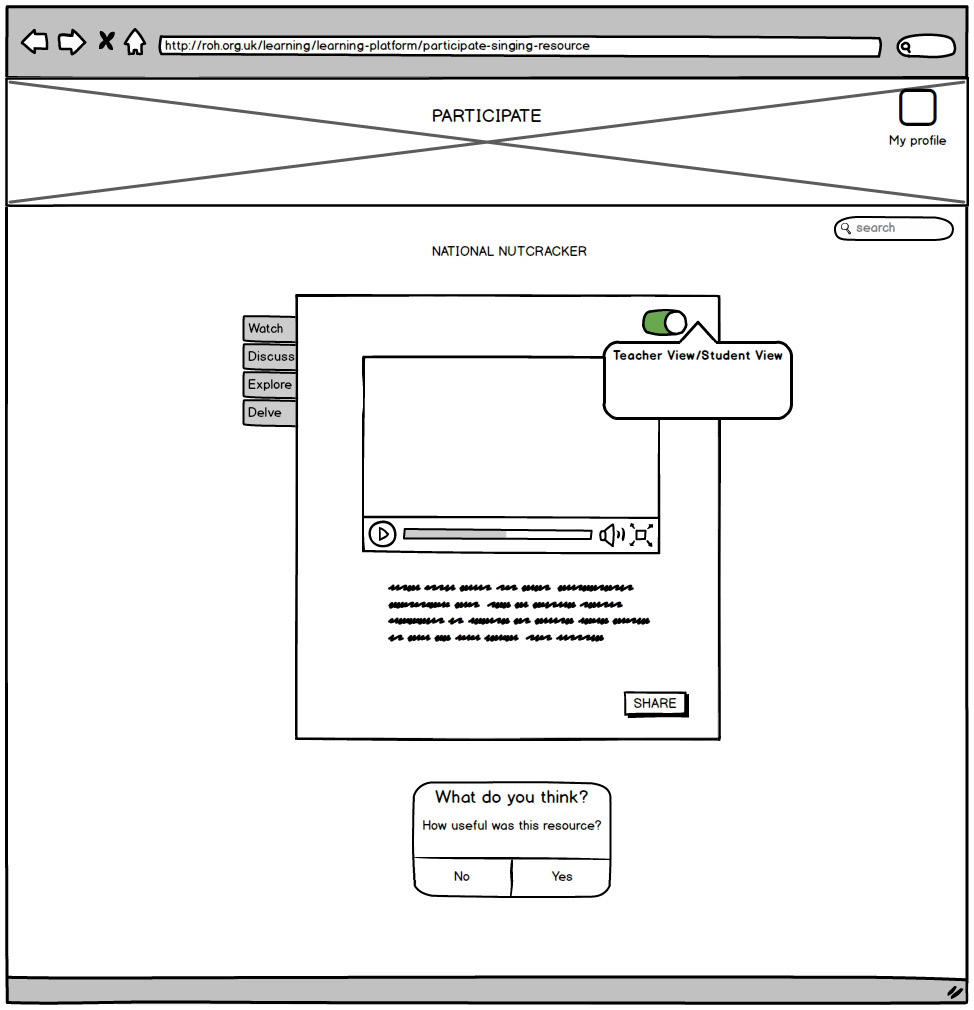 http://roh.org.uk/learning/learning-platform/participate-singing-resource
PARTICIPATE
My profile
search
NATIONAL NUTCRACKER
Watch
Discuss
Explore
Delve
Teacher View/Student View
SHARE
What do you think?
How useful was this resource?
No
Yes